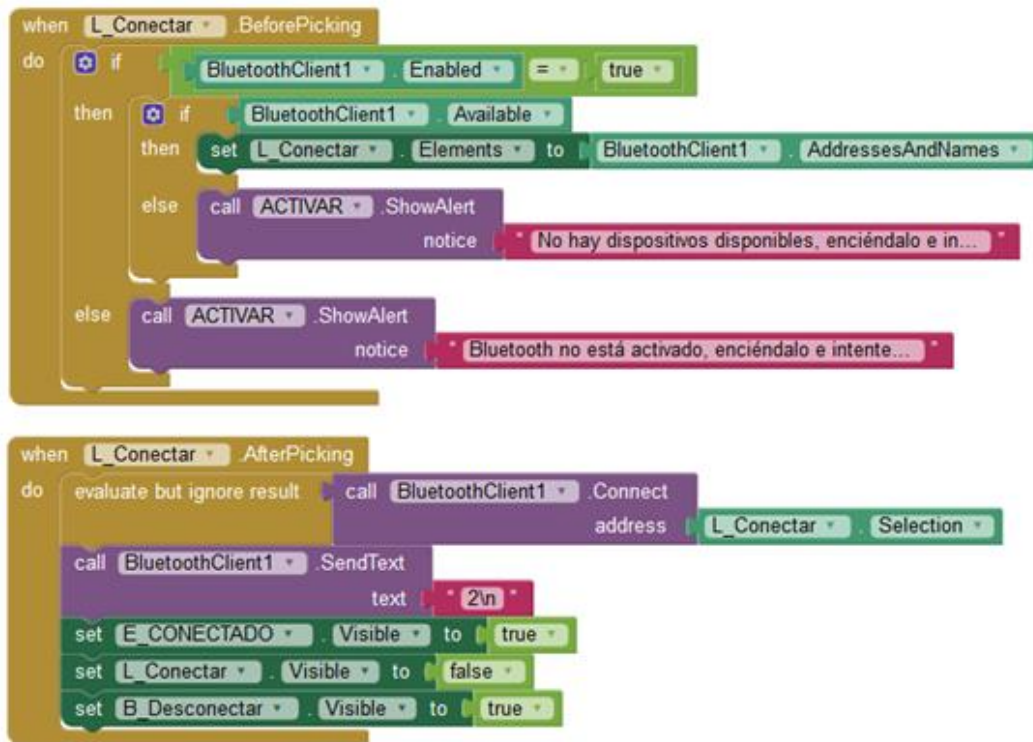 when L_Conectar .BeforePicking
do if BluetoothClient1 . Enabled = true
then if BluetoothClient1 . Available
then set L_Conectar . Elements to BluetoothClient1 . AddressesAndNames
else call ACTIVAR .ShowAlert
notice " No hay dispositivos disponibles, enciéndalo e in... "
else call ACTIVAR .ShowAlert
notice " Bluetooth no está activado, enciéndalo e intente... "
when L_Conectar .AfterPicking
do evaluate but ignore result call BluetoothClient1 .Connect
address L_Conectar . Selection
call BluetoothClient1 .SendText
text " 2\n "
set E_CONECTADO . Visible to true
set L_Conectar . Visible to false
set B_Desconectar . Visible to true